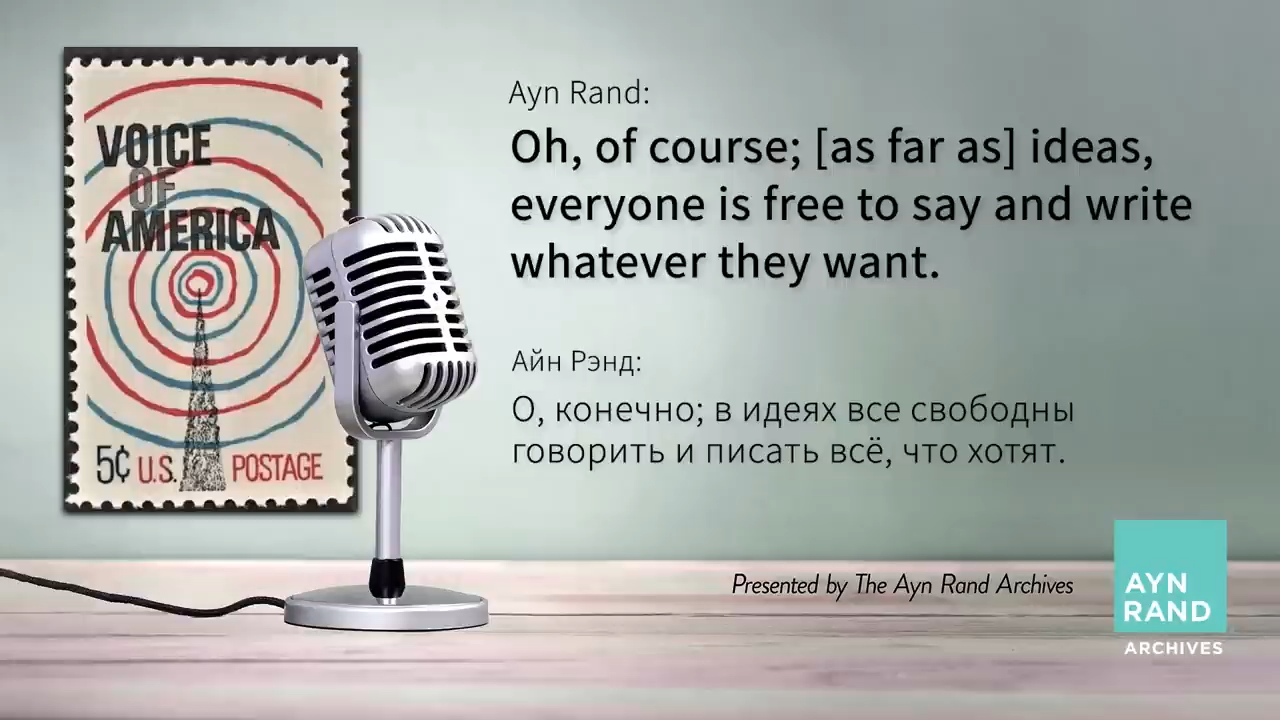 VOICE
OF
AMERICA
5¢ U.S. POSTAGE
Ayn Rand:
Oh, of course; [as far as] ideas,
everyone is free to say and write
whatever they want.
Айн Рэнд:
О, конечно; в идеях все свободны
говорить и писать всё, что хотят.
Presented by The Ayn Rand Archives
AYN
RAND
ARCHIVES